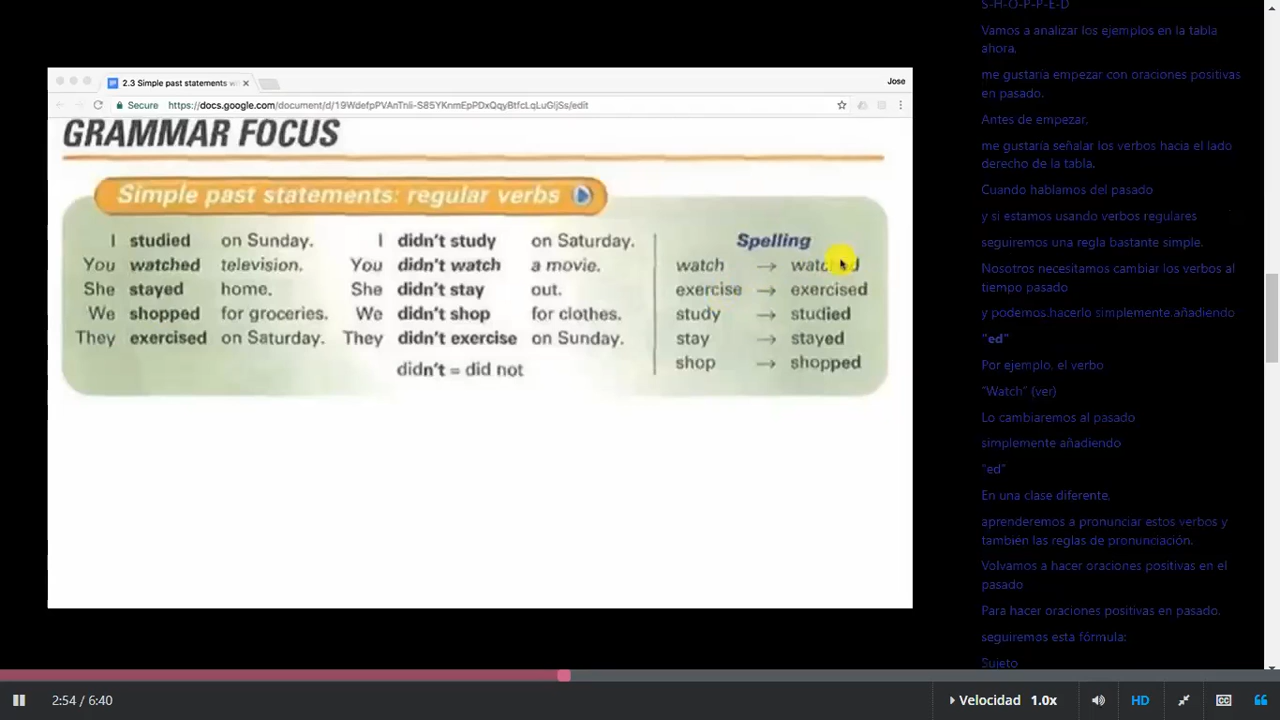 2.3 Simple past statements w
Jose
Secure
https://docs.google.com/document/d/19WdefpPVAnTnIi-S85YKnmEpPDxQqyBtfcLqLuGljSs/edit
GRAMMAR FOCUS
Simple past statements: regular verbs
I studied on Sunday. I didn't study on Saturday. Spelling
You watched television. You didn't watch a movie. watch → watched
She stayed home. She didn't stay out. exercise → exercised
We shopped for groceries. We didn't shop for clothes. study → studied
They exercised on Saturday. They didn't exercise on Sunday. stay → stayed
didn't = did not shop → shopped
S-H-O-P-P-E-D
Vamos a analizar los ejemplos en la tabla
ahora,
me gustaría empezar con oraciones positivas
en pasado.
Antes de empezar,
me gustaría señalar los verbos hacia el lado
derecho de la tabla.
Cuando hablamos del pasado
y si estamos usando verbos regulares
seguiremos una regla bastante simple.
Nosotros necesitamos cambiar los verbos al
tiempo pasado
y podemos hacerlo simplemente añadiendo
"ed"
Por ejemplo, el verbo
"Watch" (ver)
Lo cambiaremos al pasado
simplemente añadiendo
"ed"
En una clase diferente,
aprenderemos a pronunciar estos verbos y
también las reglas de pronunciación.
Volvamos a hacer oraciones positivas en el
pasado
Para hacer oraciones positivas en pasado,
seguiremos esta fórmula:
Sujeto
2:54 / 6:40
Velocidad 1.0x
HD
CC